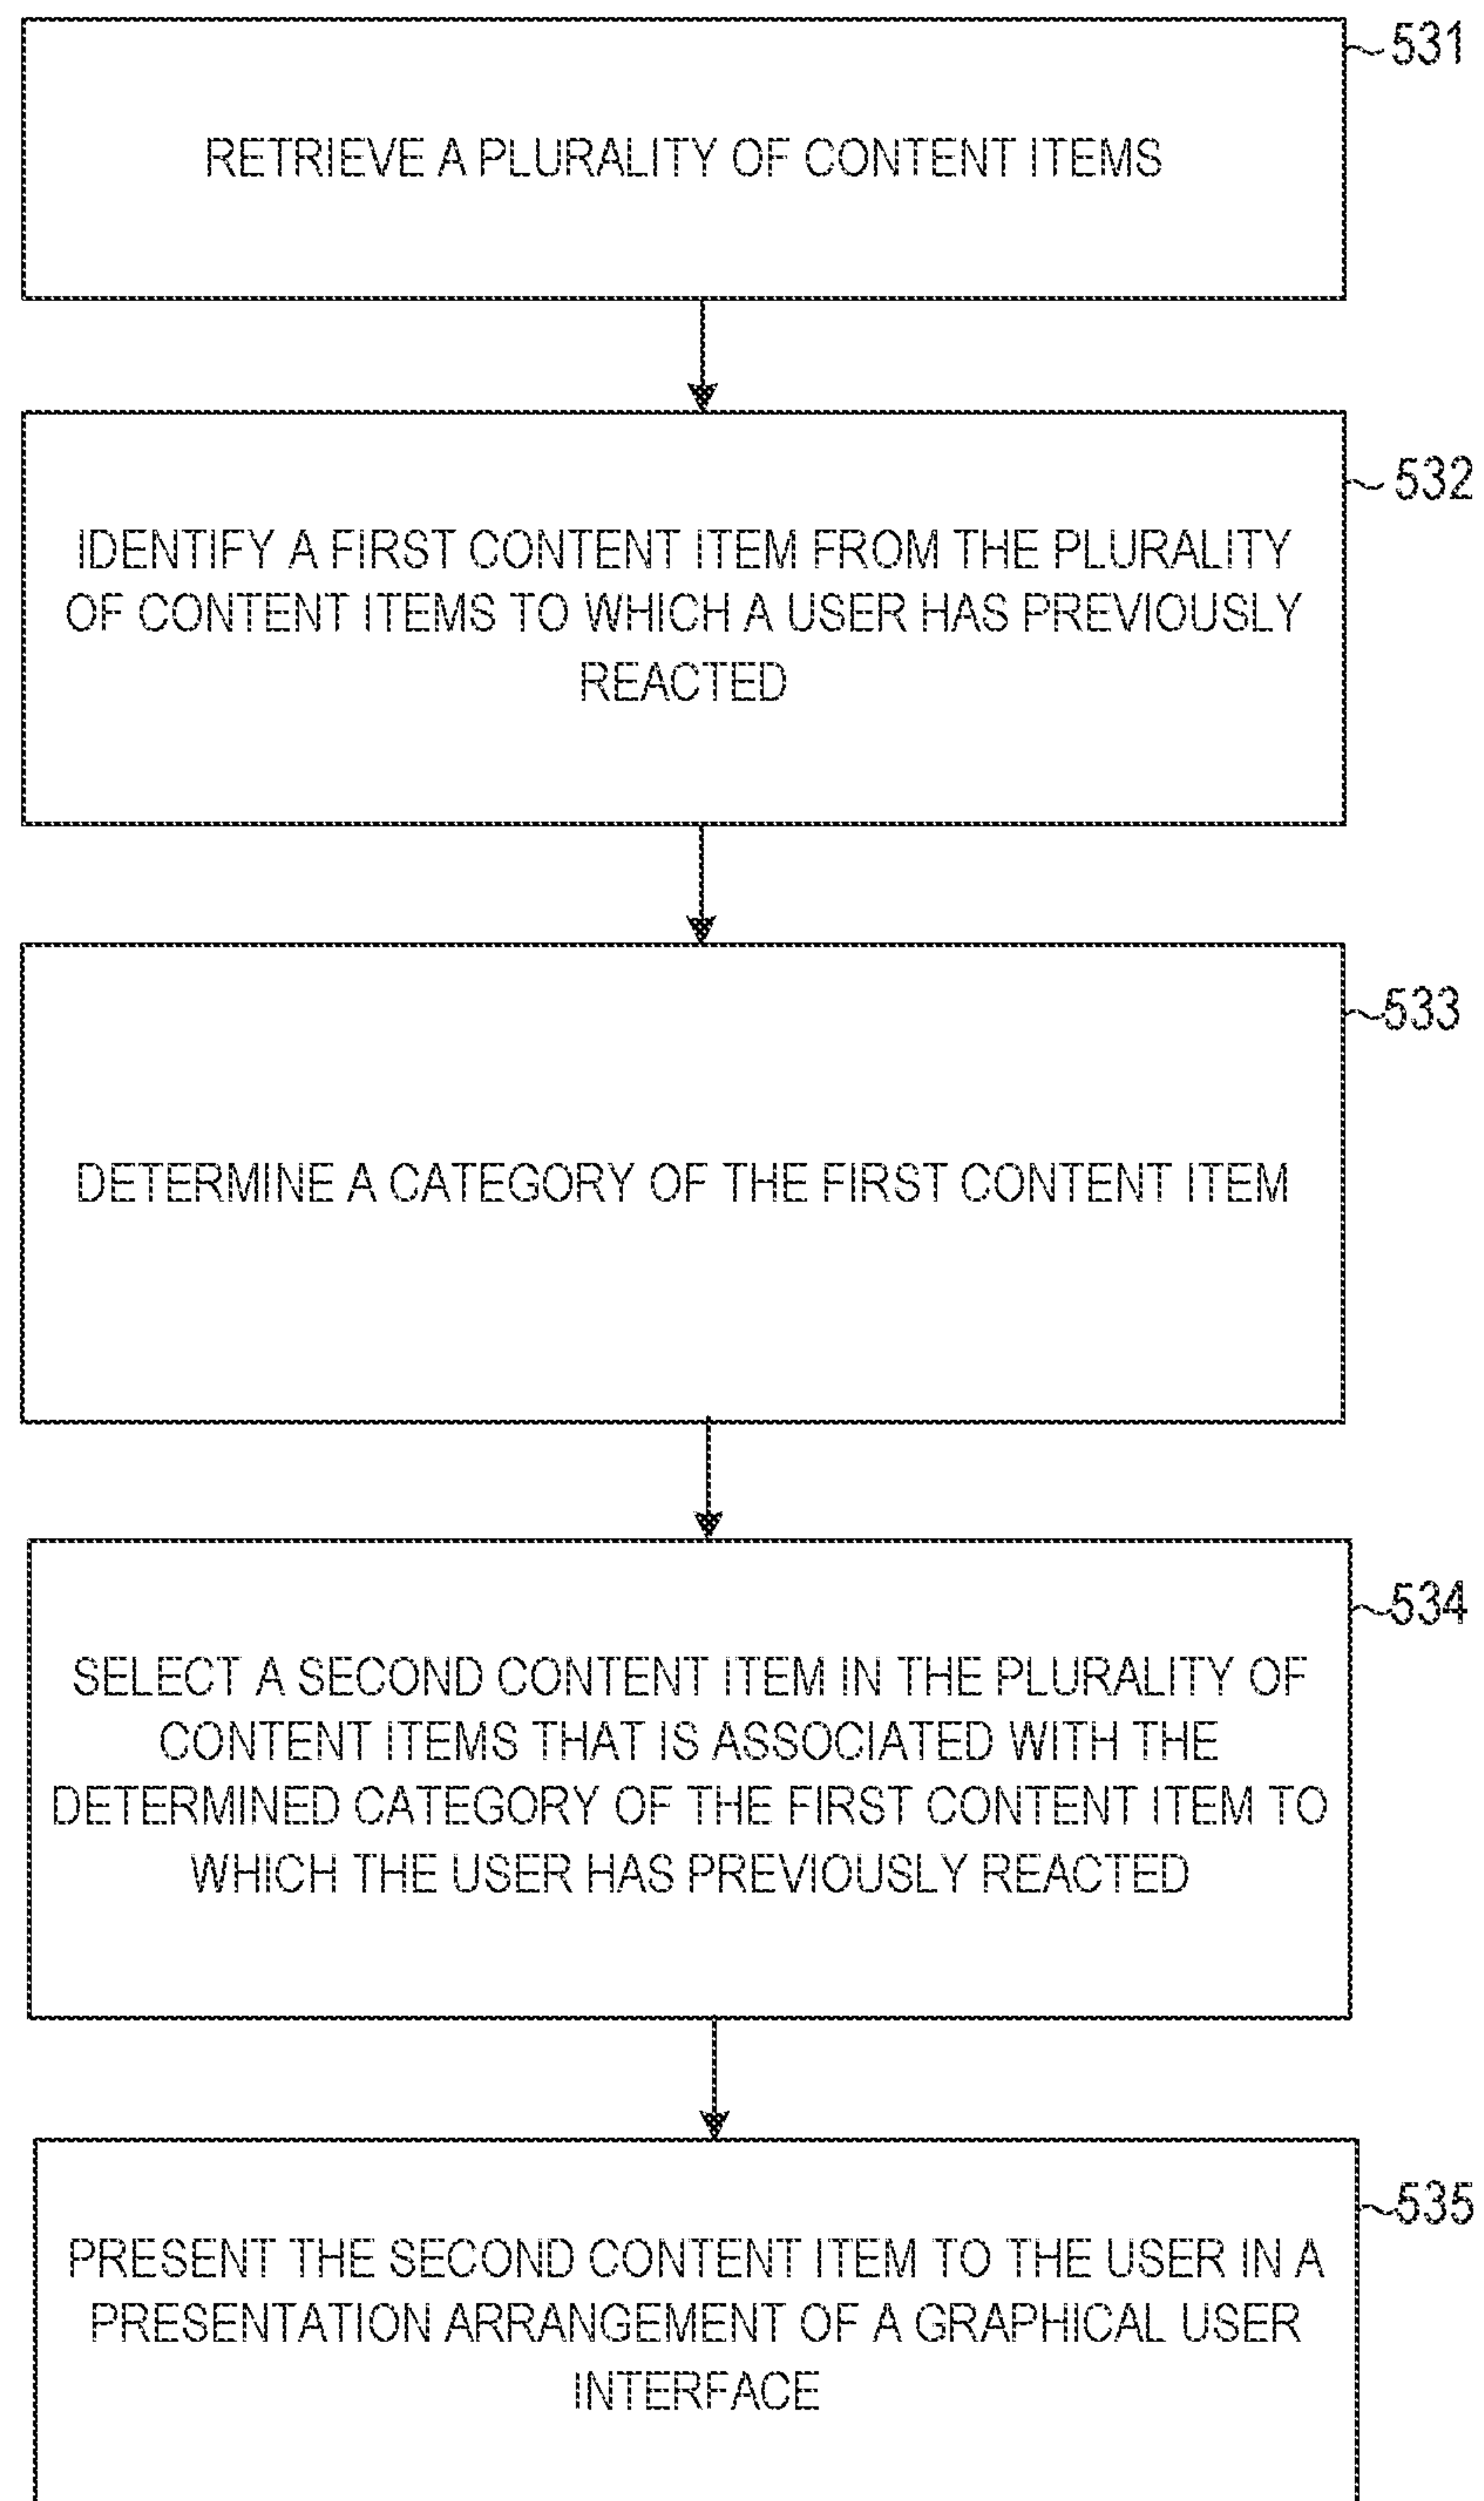 531
RETRIEVE A PLURALITY OF CONTENT ITEMS
532
IDENTIFY A FIRST CONTENT ITEM FROM THE PLURALITY
OF CONTENT ITEMS TO WHICH A USER HAS PREVIOUSLY
REACTED
533
DETERMINE A CATEGORY OF THE FIRST CONTENT ITEM
534
SELECT A SECOND CONTENT ITEM IN THE PLURALITY OF
CONTENT ITEMS THAT IS ASSOCIATED WITH THE
DETERMINED CATEGORY OF THE FIRST CONTENT ITEM TO
WHICH THE USER HAS PREVIOUSLY REACTED
535
PRESENT THE SECOND CONTENT ITEM TO THE USER IN A
PRESENTATION ARRANGEMENT OF A GRAPHICAL USER
INTERFACE